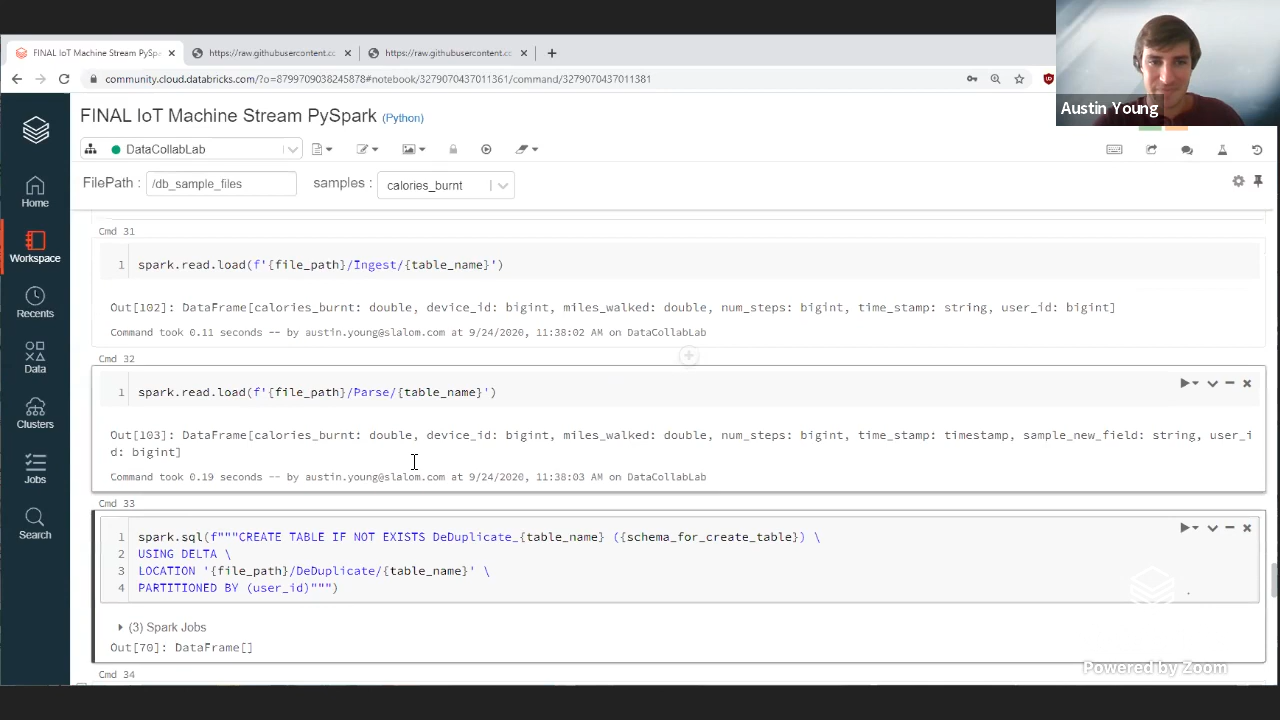 FINAL IoT Machine Stream PySpa
https://raw.githubusercontent.cc
https://raw.githubusercontent.cc
community.cloud.databricks.com/?o=8799709038245878#notebook/3279070437011361/command/3279070437011381
Austin Young
FINAL IoT Machine Stream PySpark (Python)
DataCollabLab
FilePath : /db_sample_files samples : calories_burnt
Home
Workspace
Recents
Data
Clusters
Jobs
Search
Cmd 31
1 spark.read.load(f'{file_path}/Ingest/{table_name}')
Out[102]: DataFrame[calories_burnt: double, device_id: bigint, miles_walked: double, num_steps: bigint, time_stamp: string, user_id: bigint]
Command took 0.11 seconds -- by austin.young@slalom.com at 9/24/2020, 11:38:02 AM on DataCollabLab
Cmd 32
1 spark.read.load(f'{file_path}/Parse/{table_name}')
Out[103]: DataFrame[calories_burnt: double, device_id: bigint, miles_walked: double, num_steps: bigint, time_stamp: timestamp, sample_new_field: string, user_i
d: bigint]
Command took 0.19 seconds -- by austin.young@slalom.com at 9/24/2020, 11:38:03 AM on DataCollabLab
Cmd 33
1 spark.sql(f"""CREATE TABLE IF NOT EXISTS DeDuplicate_{table_name} ({schema_for_create_table}) \
2 USING DELTA \
3 LOCATION '{file_path}/DeDuplicate/{table_name}' \
4 PARTITIONED BY (user_id)""")
(3) Spark Jobs
Out[70]: DataFrame[]
Cmd 34
Powered by Zoom